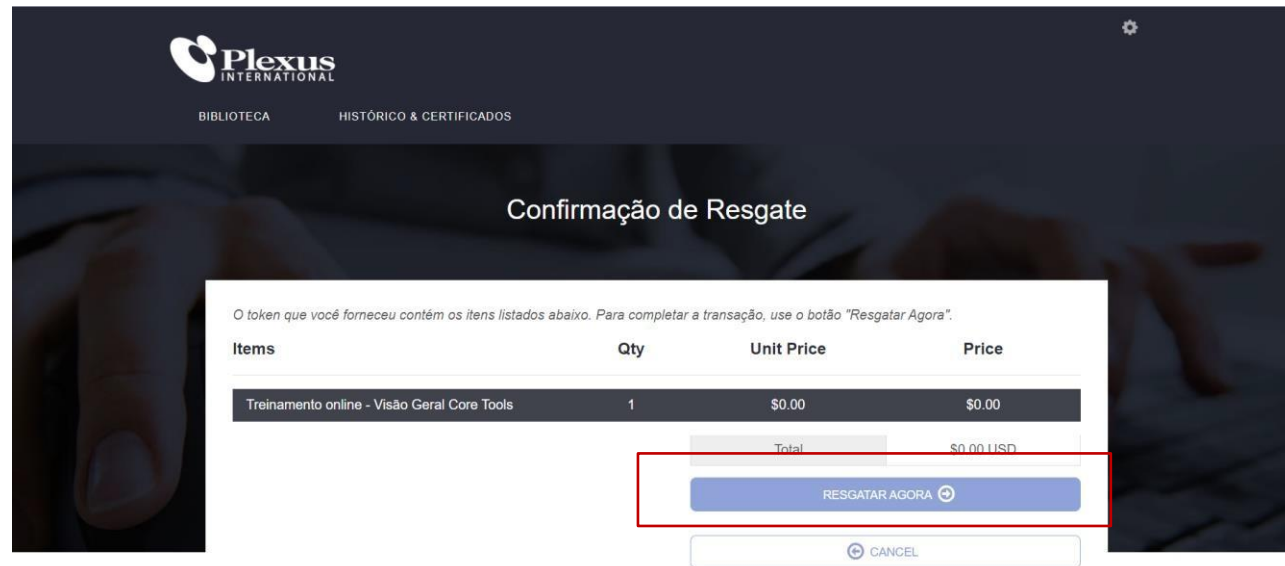 Plexus
INTERNATIONAL
BIBLIOTECA HISTÓRICO & CERTIFICADOS
Confirmação de Resgate
O token que você forneceu contém os itens listados abaixo. Para completar a transação, use o botão "Resgatar Agora".
Items Qty Unit Price Price
Treinamento online - Visão Geral Core Tools 1 $0.00 $0.00
Total $0.00 USD
RESGATAR AGORA
CANCEL